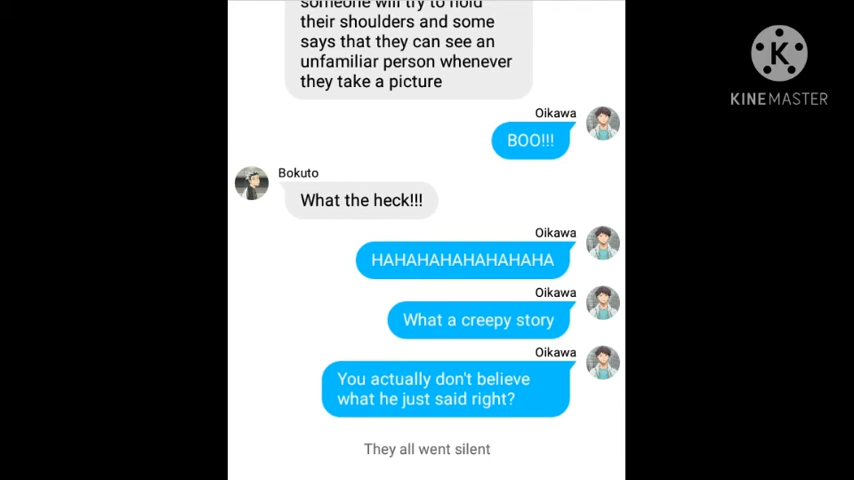 someone will try to hold
their shoulders and some
says that they can see an
unfamiliar person whenever
they take a picture
Oikawa
BOO!!!
Bokuto
What the heck!!!
Oikawa
HAHAHAHAHAHAHAHA
Oikawa
What a creepy story
Oikawa
You actually don't believe
what he just said right?
They all went silent
K
KINEMASTER